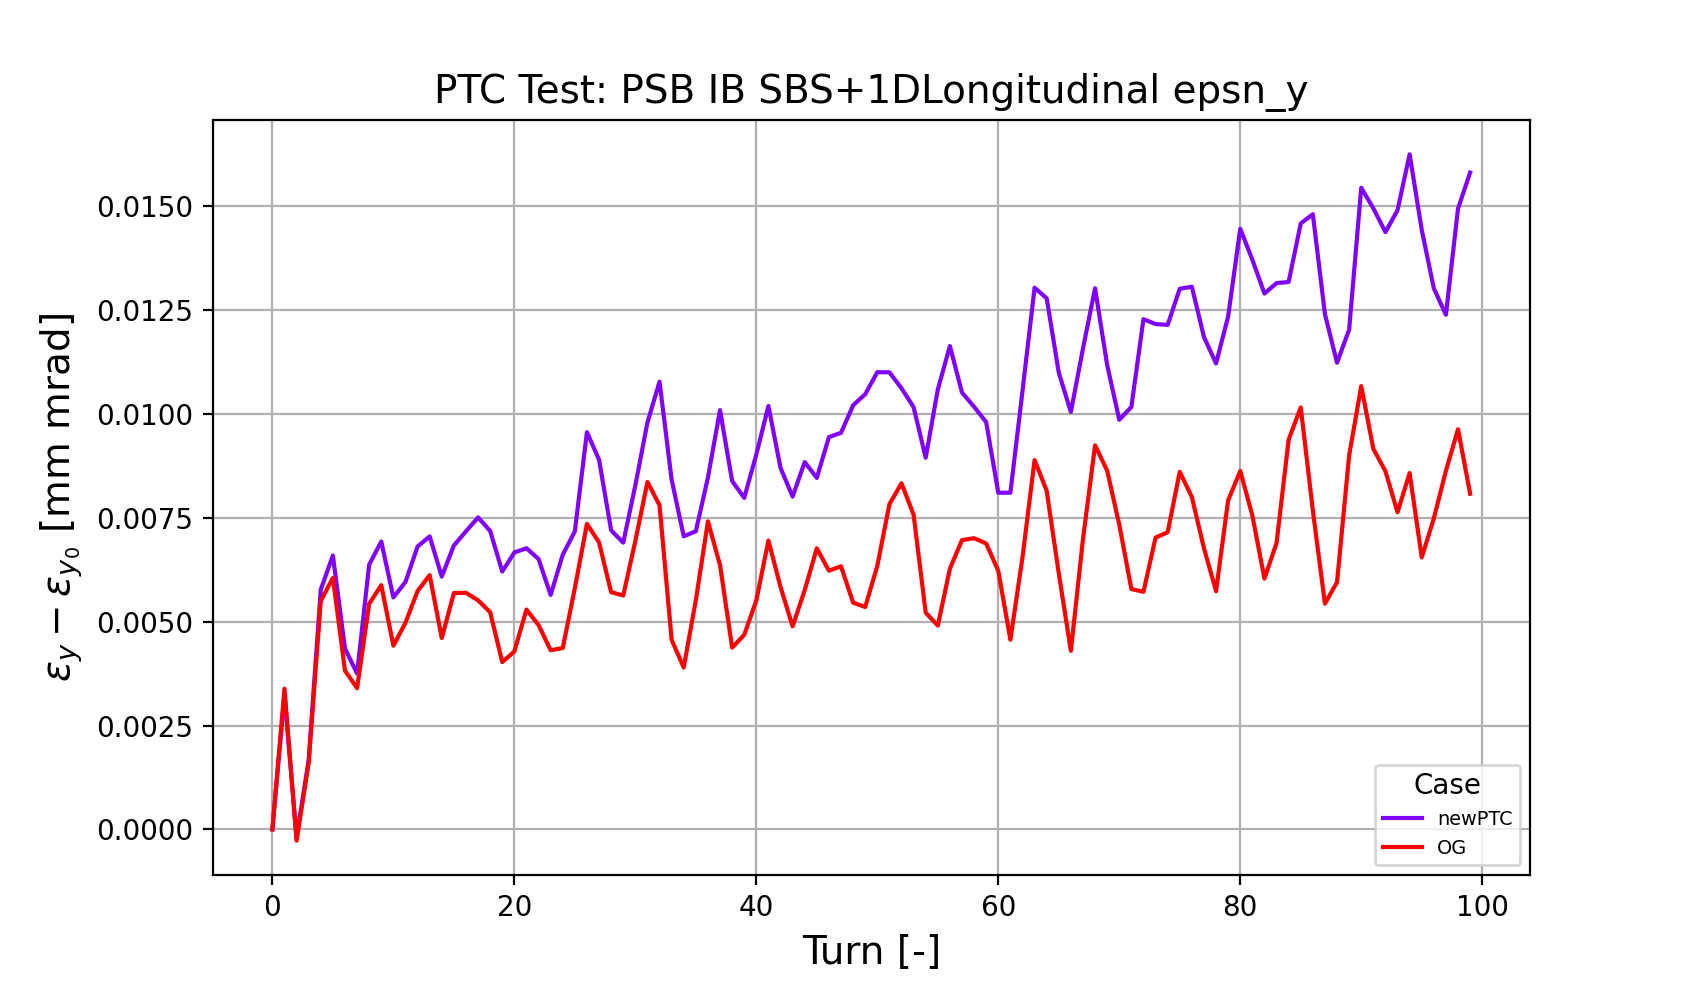 PTC Test: PSB IB SBS+1DLongitudinal epsn_y
εy − εy0 [mm mrad]
0.0150
0.0125
0.0100
0.0075
0.0050
0.0025
0.0000
0 20 40 60 80 100
Turn [-]
Case
newPTC
OG